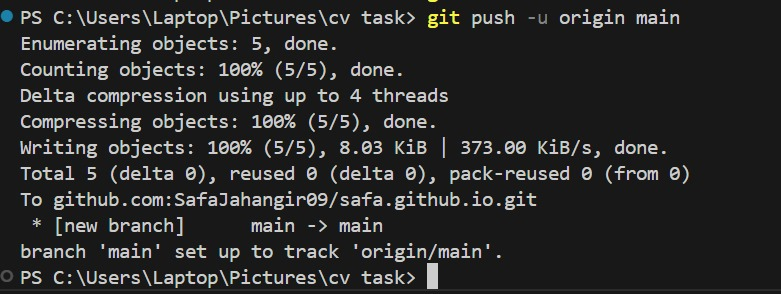 PS C:\Users\Laptop\Pictures\cv task> git push -u origin main
Enumerating objects: 5, done.
Counting objects: 100% (5/5), done.
Delta compression using up to 4 threads
Compressing objects: 100% (5/5), done.
Writing objects: 100% (5/5), 8.03 KiB | 373.00 KiB/s, done.
Total 5 (delta 0), reused 0 (delta 0), pack-reused 0 (from 0)
To github.com:SafaJahangir09/safa.github.io.git
 * [new branch]      main -> main
branch 'main' set up to track 'origin/main'.
PS C:\Users\Laptop\Pictures\cv task>